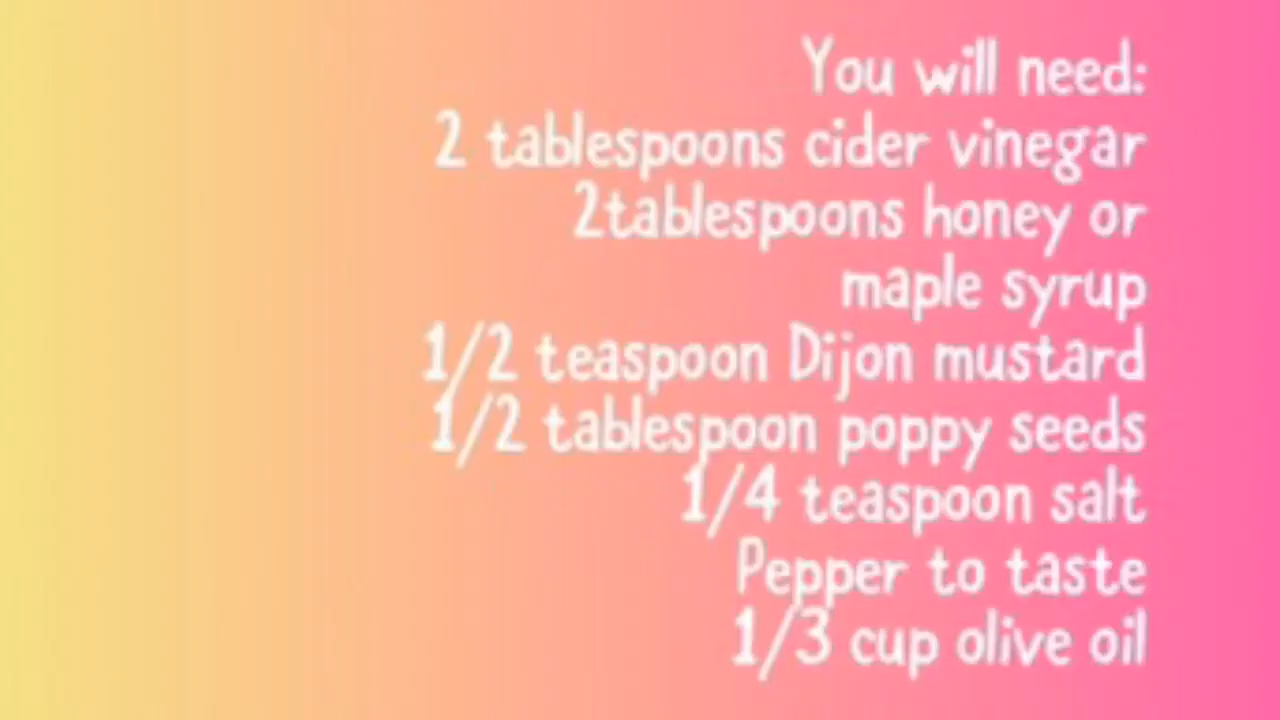 You will need:
2 tablespoons cider vinegar
2tablespoons honey or
maple syrup
1/2 teaspoon Dijon mustard
1/2 tablespoon poppy seeds
1/4 teaspoon salt
Pepper to taste
1/3 cup olive oil